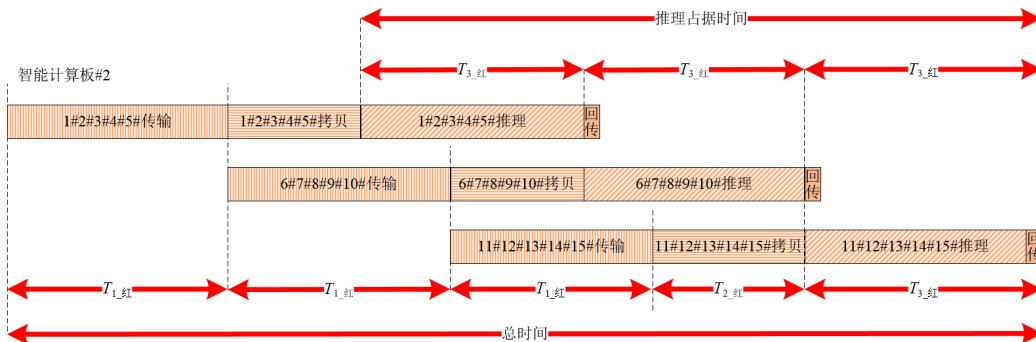 推理占据时间
智能计算板#2
T3_红 T3_红 T3_红
1#2#3#4#5#传输 1#2#3#4#5#拷贝 1#2#3#4#5#推理 回传
6#7#8#9#10#传输 6#7#8#9#10#拷贝 6#7#8#9#10#推理 回传
11#12#13#14#15#传输 11#12#13#14#15#拷贝 11#12#13#14#15#推理 回传
T1_红 T1_红 T1_红 T2_红 T3_红
总时间